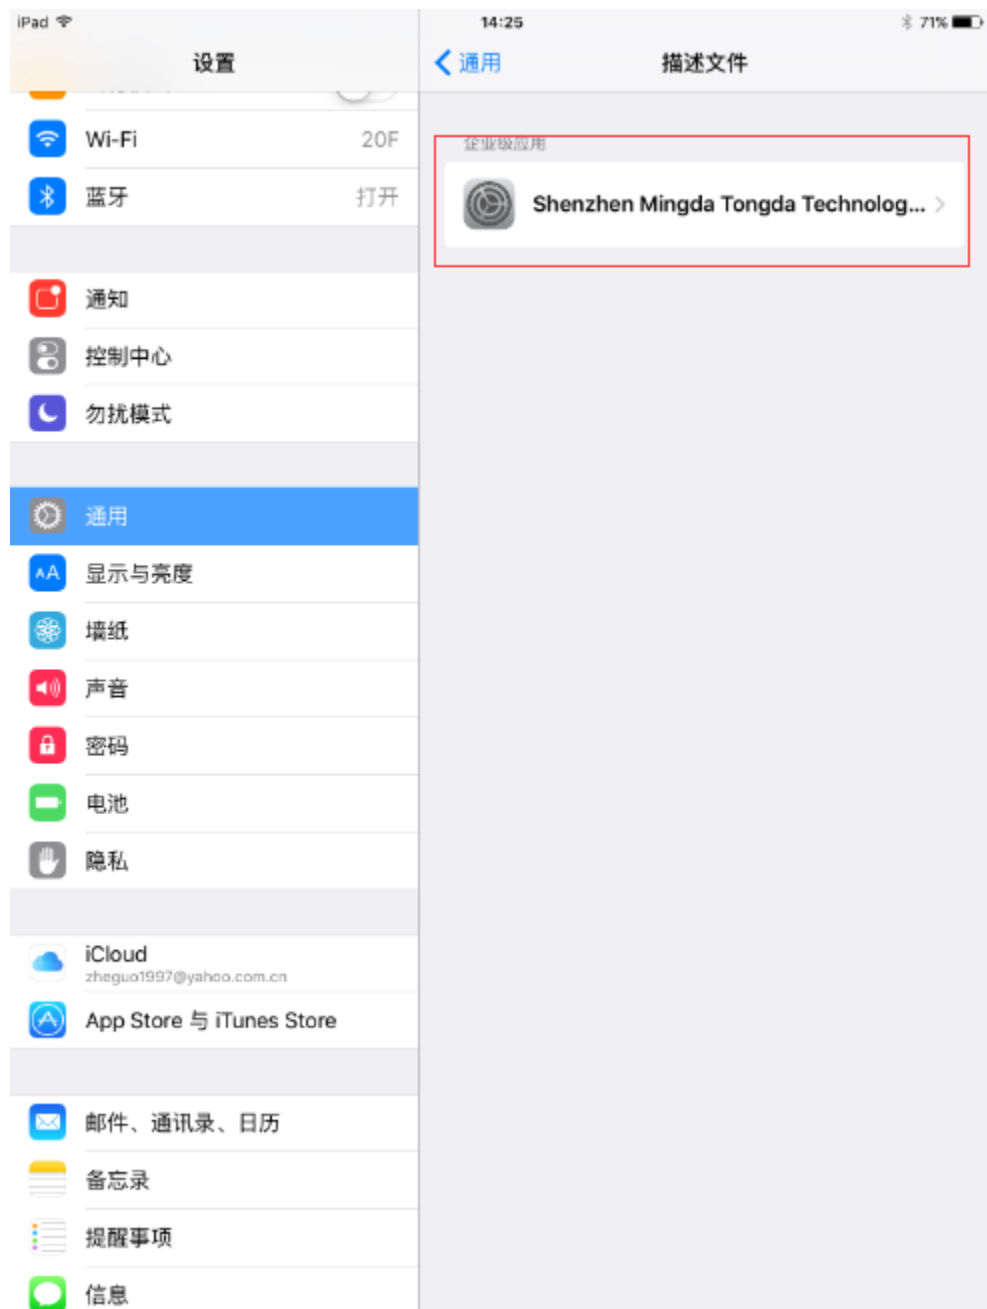 iPad
14:25
71%
设置
通用
描述文件
Wi-Fi
20F
企业级应用
蓝牙
打开
Shenzhen Mingda Tongda Technolog...
通知
控制中心
勿扰模式
通用
AA
显示与亮度
墙纸
声音
密码
电池
隐私
iCloud
zheguo1997@yahoo.com.cn
App Store 与 iTunes Store
邮件、通讯录、日历
备忘录
提醒事项
信息